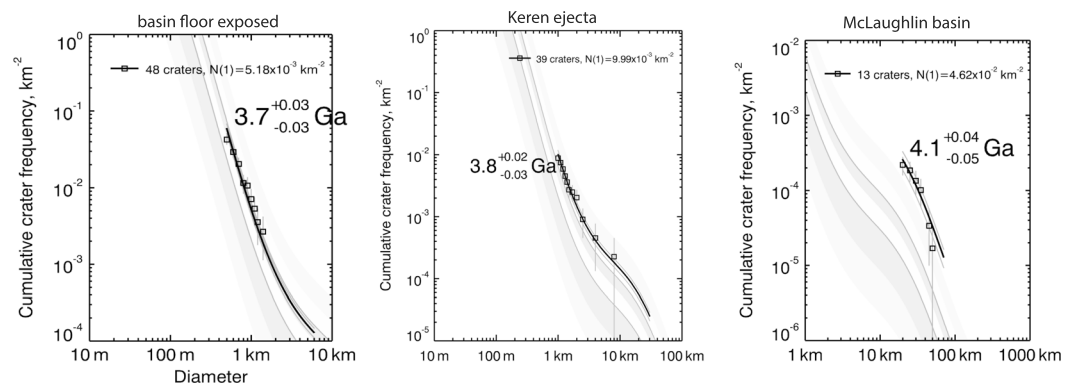 basin floor exposed
10⁰
48 craters, N(1)=5.18x10⁻³ km⁻²
3.7 +0.03 -0.03 Ga
10⁻¹
10⁻²
10⁻³
10⁻⁴
Cumulative crater frequency, km⁻²
10 m 100 m 1 km 10 km
Diameter
Keren ejecta
10⁰
39 craters, N(1)=9.99x10⁻³ km⁻²
10⁻¹
3.8 +0.02 -0.03 Ga
10⁻²
10⁻³
10⁻⁴
10⁻⁵
Cumulative crater frequency, km⁻²
10 m 100 m 1 km 10 km 100 km
McLaughlin basin
10⁻²
13 craters, N(1)=4.62x10⁻² km⁻²
10⁻³
4.1 +0.04 -0.05 Ga
10⁻⁴
10⁻⁵
10⁻⁶
Cumulative crater frequency, km⁻²
1 km 10 km 100 km 1000 km